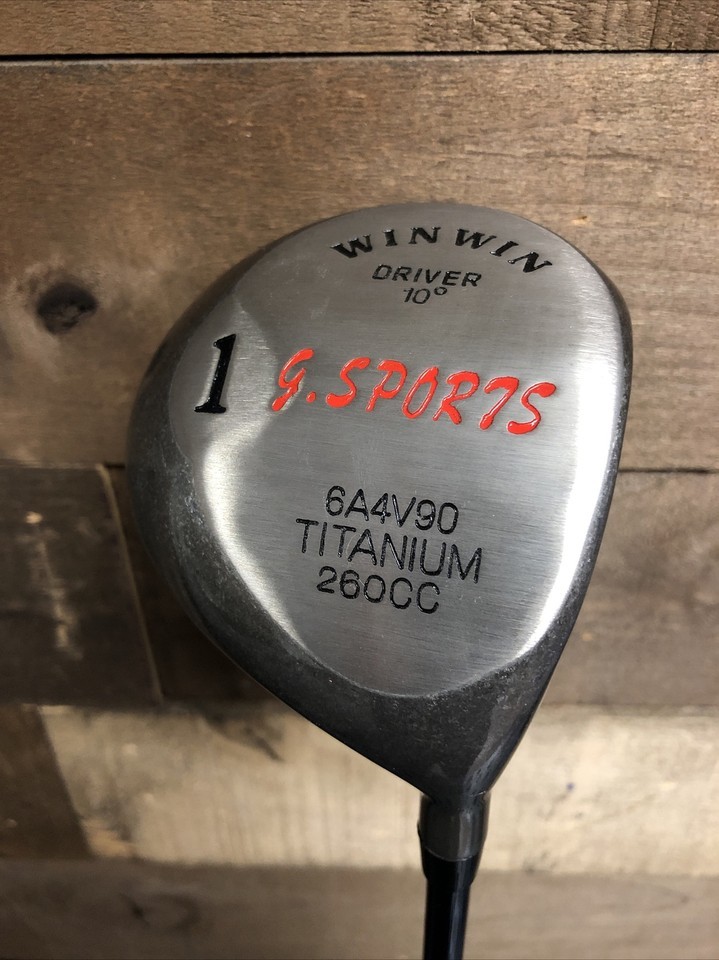 WINWIN
DRIVER
10°
1 G.SPORTS
6A4V90
TITANIUM
260CC